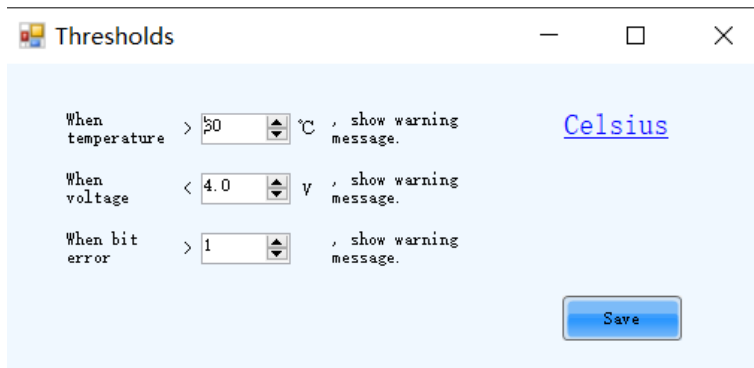 Thresholds
When temperature > 60 ℃ , show warning message.
Celsius
When voltage < 4.0 V , show warning message.
When bit error > 1 , show warning message.
Save